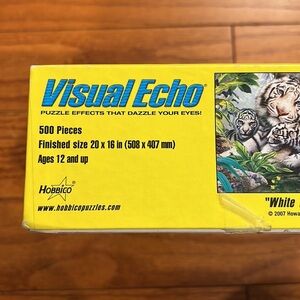 Visual Echo
PUZZLE EFFECTS THAT DAZZLE YOUR EYES!
500 Pieces
Finished size 20 x 16 in (508 x 407 mm)
Ages 12 and up
HOBBICO
www.hobbicopuzzles.com
"White
© 2007 Howa